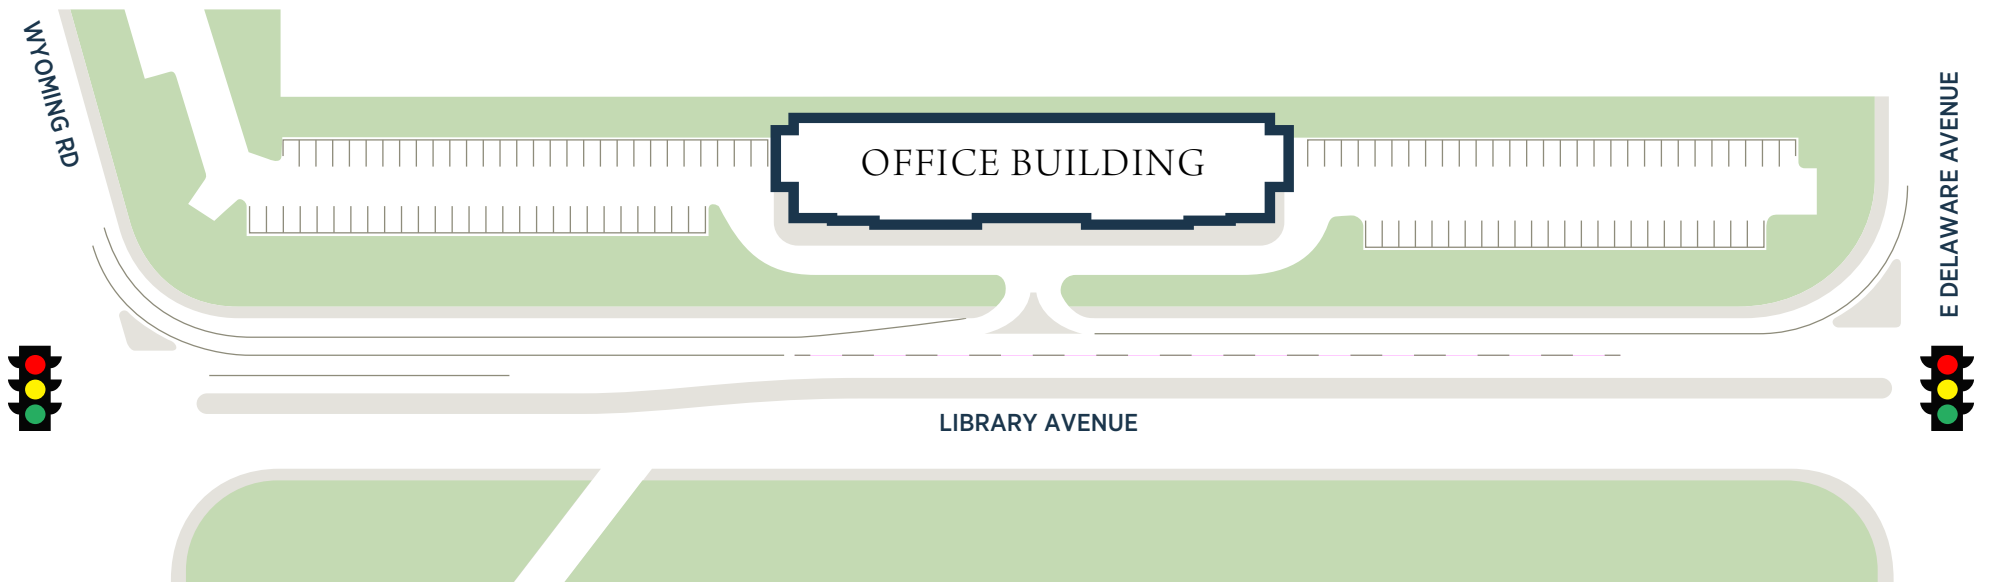 WYOMING RD
OFFICE BUILDING
E DELAWARE AVENUE
LIBRARY AVENUE